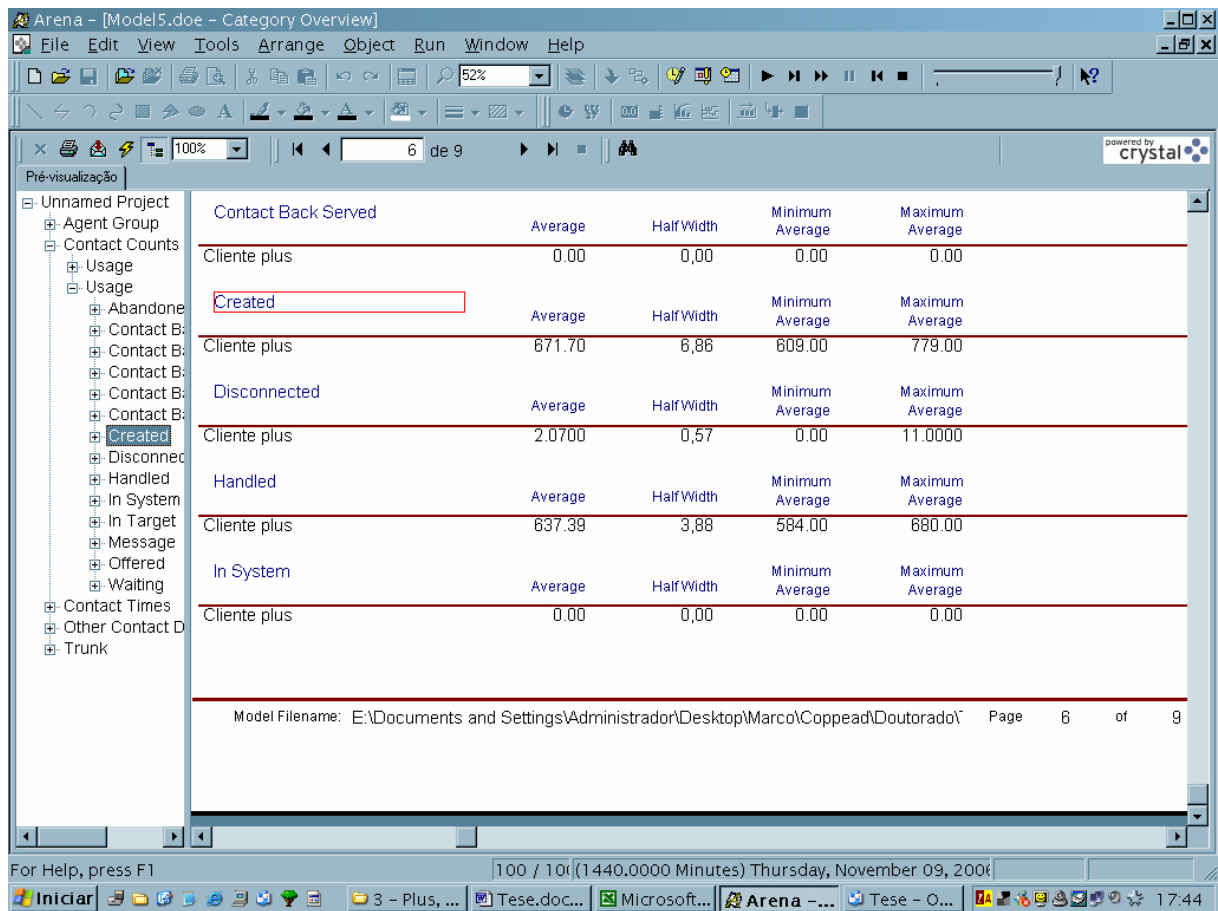 Arena - [Model5.doe - Category Overview]
File Edit View Tools Arrange Object Run Window Help
52%
100% 6 de 9
powered by crystal
Pré-visualização
Unnamed Project
Agent Group
Contact Counts
Usage
Usage
Abandone
Contact Ba
Contact Ba
Contact Ba
Contact Ba
Contact Ba
Created
Disconnec
Handled
In System
In Target
Message
Offered
Waiting
Contact Times
Other Contact D
Trunk
Contact Back Served Average Half Width Minimum Average Maximum Average
Cliente plus 0.00 0,00 0.00 0.00
Created Average Half Width Minimum Average Maximum Average
Cliente plus 671.70 6,86 609.00 779.00
Disconnected Average Half Width Minimum Average Maximum Average
Cliente plus 2.0700 0,57 0.00 11.0000
Handled Average Half Width Minimum Average Maximum Average
Cliente plus 637.39 3,88 584.00 680.00
In System Average Half Width Minimum Average Maximum Average
Cliente plus 0.00 0,00 0.00 0.00
Model Filename: E:\Documents and Settings\Administrador\Desktop\Marco\Coppead\Doutorado\ Page 6 of 9
For Help, press F1 100 / 10( (1440.0000 Minutes) Thursday, November 09, 2006
Iniciar 3 - Plus, ... Tese.doc... Microsoft... Arena -... Tese - O... 17:44